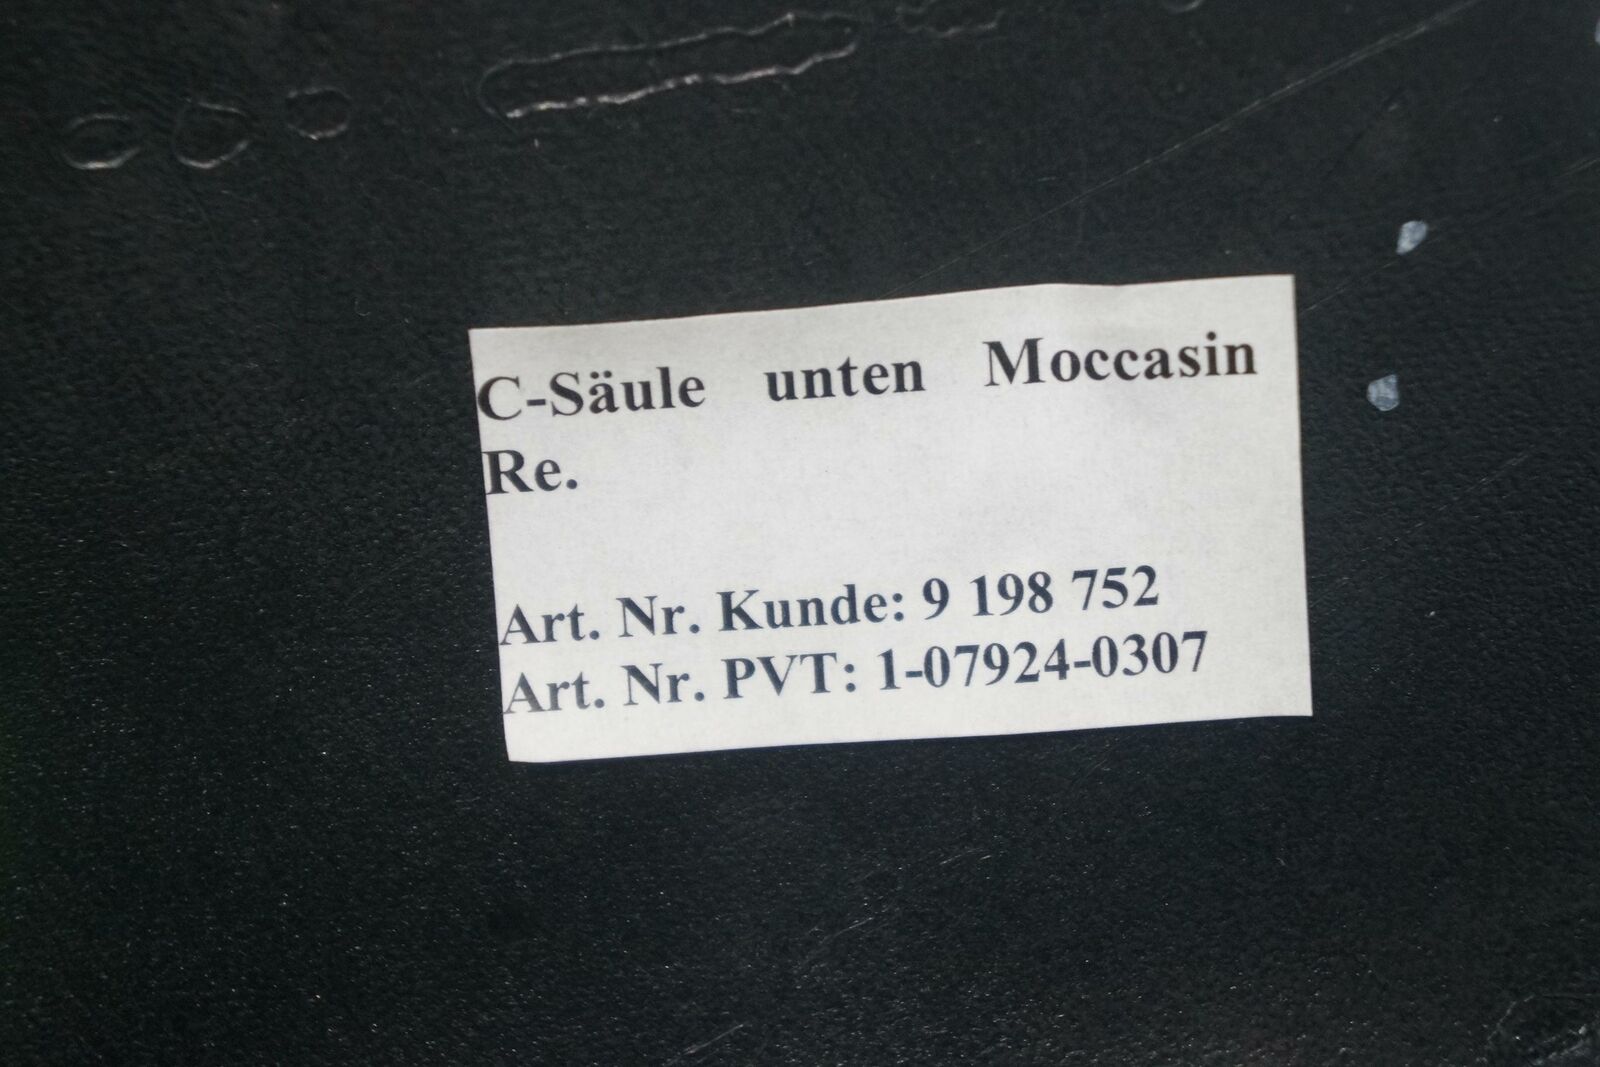 C-Säule unten Moccasin
Re.
Art. Nr. Kunde: 9 198 752
Art. Nr. PVT: 1-07924-0307